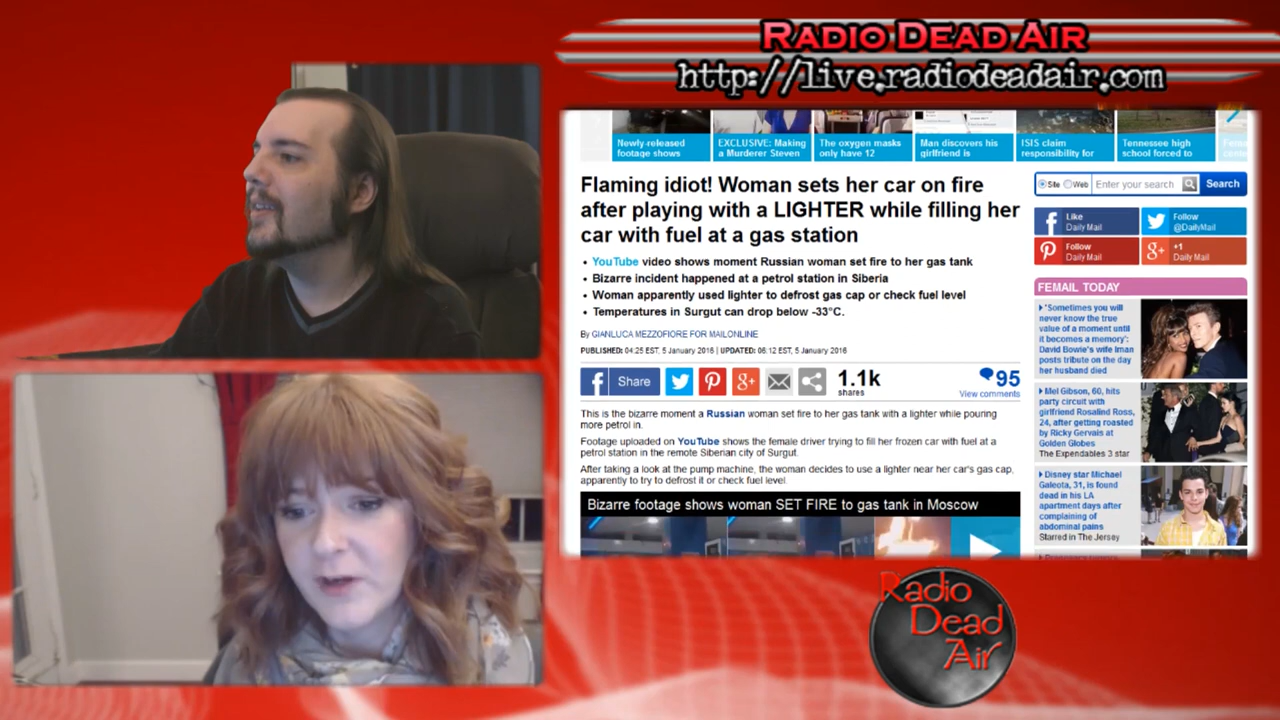 Radio Dead Air
http://live.radiodeadair.com
Newly-released
footage shows
EXCLUSIVE: Making
a Murderer Steven
The oxygen masks
only have 12
Man discovers his
girlfriend is
ISIS claim
responsibility for
Tennessee high
school forced to
Flaming idiot! Woman sets her car on fire
after playing with a LIGHTER while filling her
car with fuel at a gas station
• YouTube video shows moment Russian woman set fire to her gas tank
• Bizarre incident happened at a petrol station in Siberia
• Woman apparently used lighter to defrost gas cap or check fuel level
• Temperatures in Surgut can drop below -33°C.
By GIANLUCA MEZZOFIORE FOR MAILONLINE
PUBLISHED: 04:25 EST, 5 January 2016 | UPDATED: 06:12 EST, 5 January 2016
f Share
1.1k
shares
95
View comments
This is the bizarre moment a Russian woman set fire to her gas tank with a lighter while pouring
more petrol in.
Footage uploaded on YouTube shows the female driver trying to fill her frozen car with fuel at a
petrol station in the remote Siberian city of Surgut.
After taking a look at the pump machine, the woman decides to use a lighter near her car's gas cap,
apparently to try to defrost it or check fuel level.
Bizarre footage shows woman SET FIRE to gas tank in Moscow
Site Web Enter your search Search
Like
Daily Mail
Follow
@DailyMail
Follow
Daily Mail
+1
Daily Mail
FEMAIL TODAY
'Sometimes you will
never know the true
value of a moment until
it becomes a memory':
David Bowie's wife Iman
posts tribute on the day
her husband died
Mel Gibson, 60, hits
party circuit with
girlfriend Rosalind Ross,
24, after getting roasted
by Ricky Gervais at
Golden Globes
The Expendables 3 star
Disney star Michael
Galeota, 31, is found
dead in his LA
apartment days after
complaining of
abdominal pains
Starred in The Jersey
Radio
Dead
Air